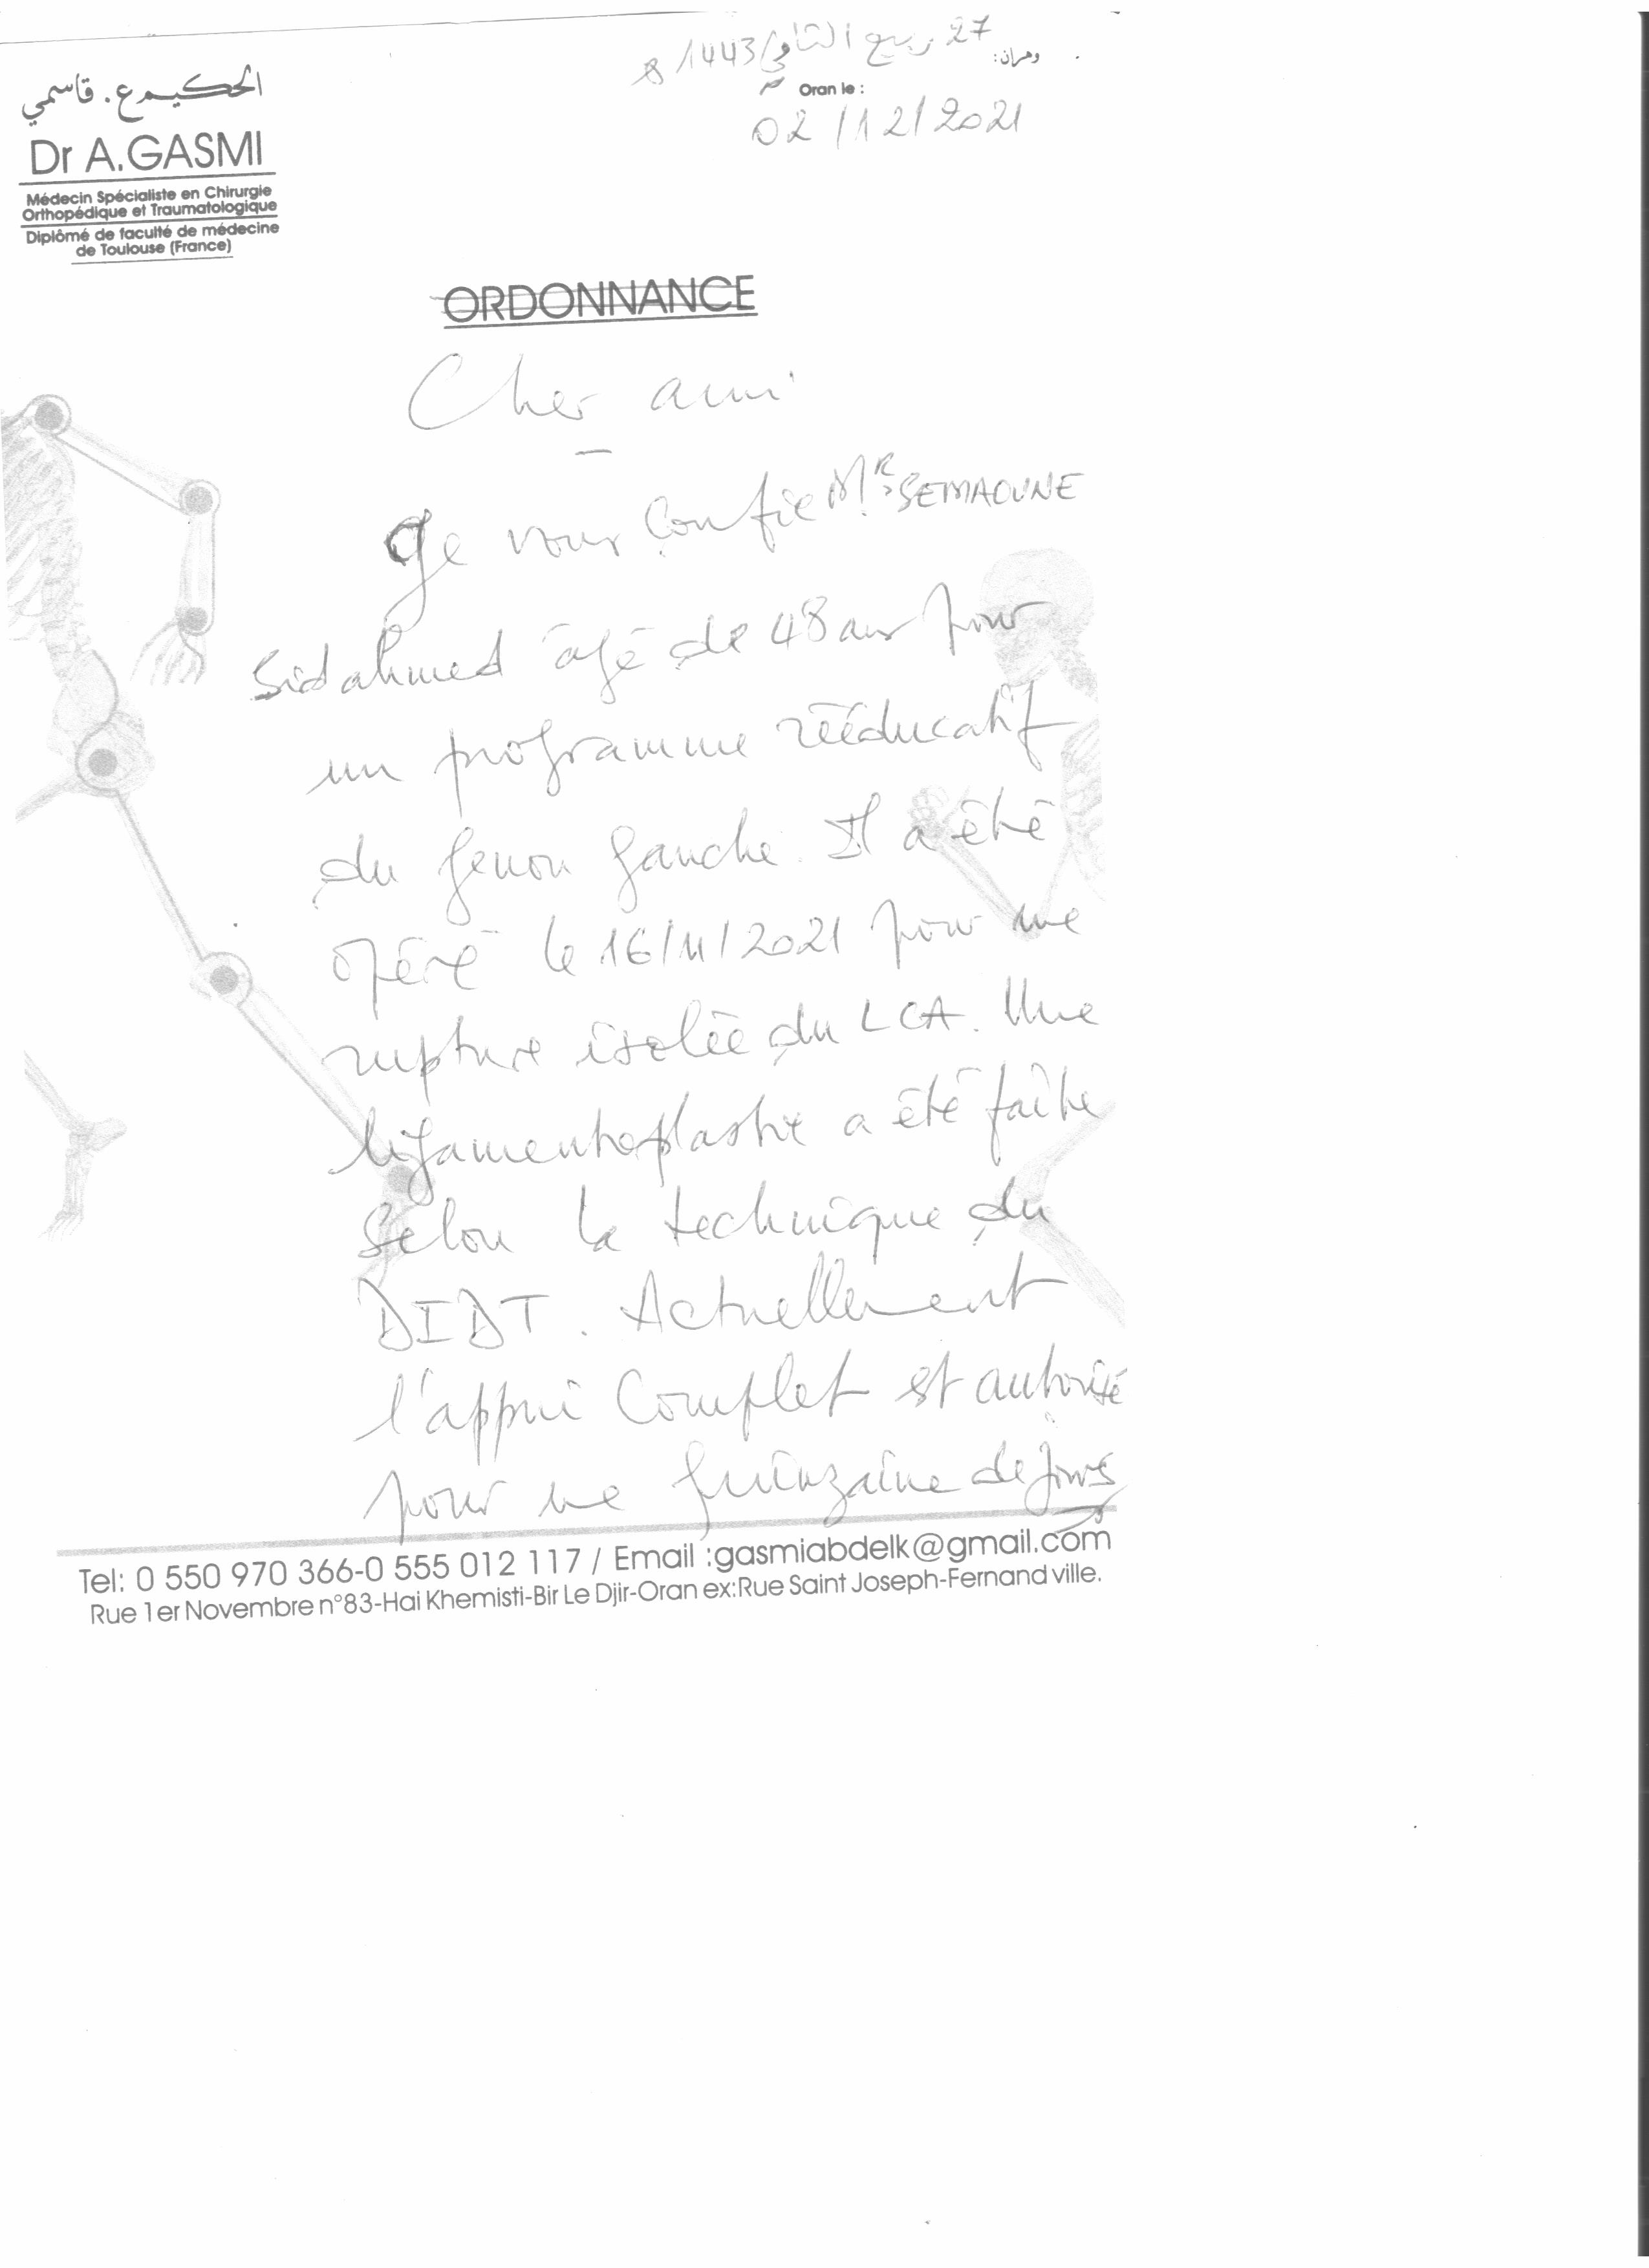 الحكيم ع. قاسمي
Dr A.GASMI
Médecin Spécialiste en Chirurgie
Orthopédique et Traumatologique
Diplômé de faculté de médecine
de Toulouse (France)
وهران: 27 ربيع الثاني 1443 ه
Oran le :
02/12/2021
ORDONNANCE
Cher ami
Je vous confie Mr SEMAOUNE
Sidahmed âgé de 48 ans pour
un programme rééducatif
du genou gauche. Il a été
opéré le 16/11/2021 pour une
rupture isolée du LCA. Une
ligamentoplastie a été faite
selon la technique du
DIDT. Actuellement
l'appui complet est autorisé
pour une quinzaine de jours
Tel: 0 550 970 366-0 555 012 117 / Email :gasmiabdelk@gmail.com
Rue 1er Novembre n°83-Hai Khemisti-Bir Le Djir-Oran ex:Rue Saint Joseph-Fernand ville.